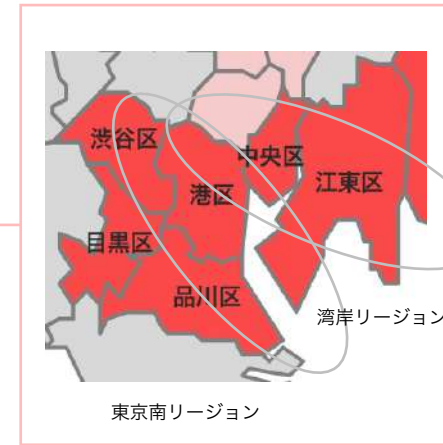 渋谷区
中央区
江東区
港区
目黒区
品川区
湾岸リージョン
東京南リージョン